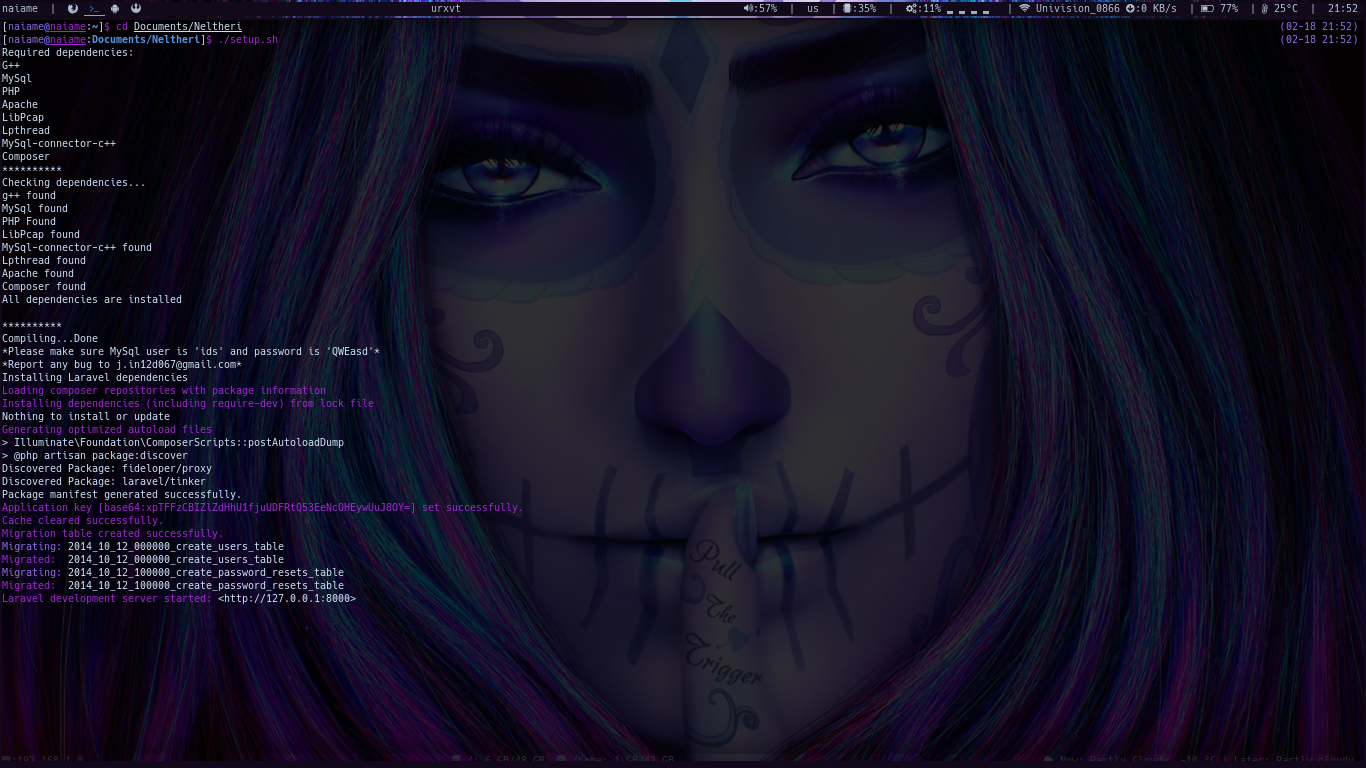 naiame | urxvt :57% | us | :35% | :11% | Univision_0866 :0 KB/s | 77% | 25°C | 21:52
[naiame@naiame:~]$ cd Documents/Neltheri (02-18 21:52)
[naiame@naiame:Documents/Neltheri]$ ./setup.sh (02-18 21:52)
Required dependencies:
G++
MySql
PHP
Apache
LibPcap
Lpthread
MySql-connector-c++
Composer
**********
Checking dependencies...
g++ found
MySql found
PHP Found
LibPcap found
MySql-connector-c++ found
Lpthread found
Apache found
Composer found
All dependencies are installed
**********
Compiling...Done
*Please make sure MySql user is 'ids' and password is 'QWEasd'*
*Report any bug to j.in12d067@gmail.com*
Installing Laravel dependencies
Loading composer repositories with package information
Installing dependencies (including require-dev) from lock file
Nothing to install or update
Generating optimized autoload files
> Illuminate\Foundation\ComposerScripts::postAutoloadDump
> @php artisan package:discover
Discovered Package: fideloper/proxy
Discovered Package: laravel/tinker
Package manifest generated successfully.
Application key [base64:xpTFFzCBIZlZdHhU1fjuUDFRtQ53EeNcOHEywUuJ8OY=] set successfully.
Cache cleared successfully.
Migration table created successfully.
Migrating: 2014_10_12_000000_create_users_table
Migrated: 2014_10_12_000000_create_users_table
Migrating: 2014_10_12_100000_create_password_resets_table
Migrated: 2014_10_12_100000_create_password_resets_table
Laravel development server started: <http://127.0.0.1:8000>
Pull
The
Trigger